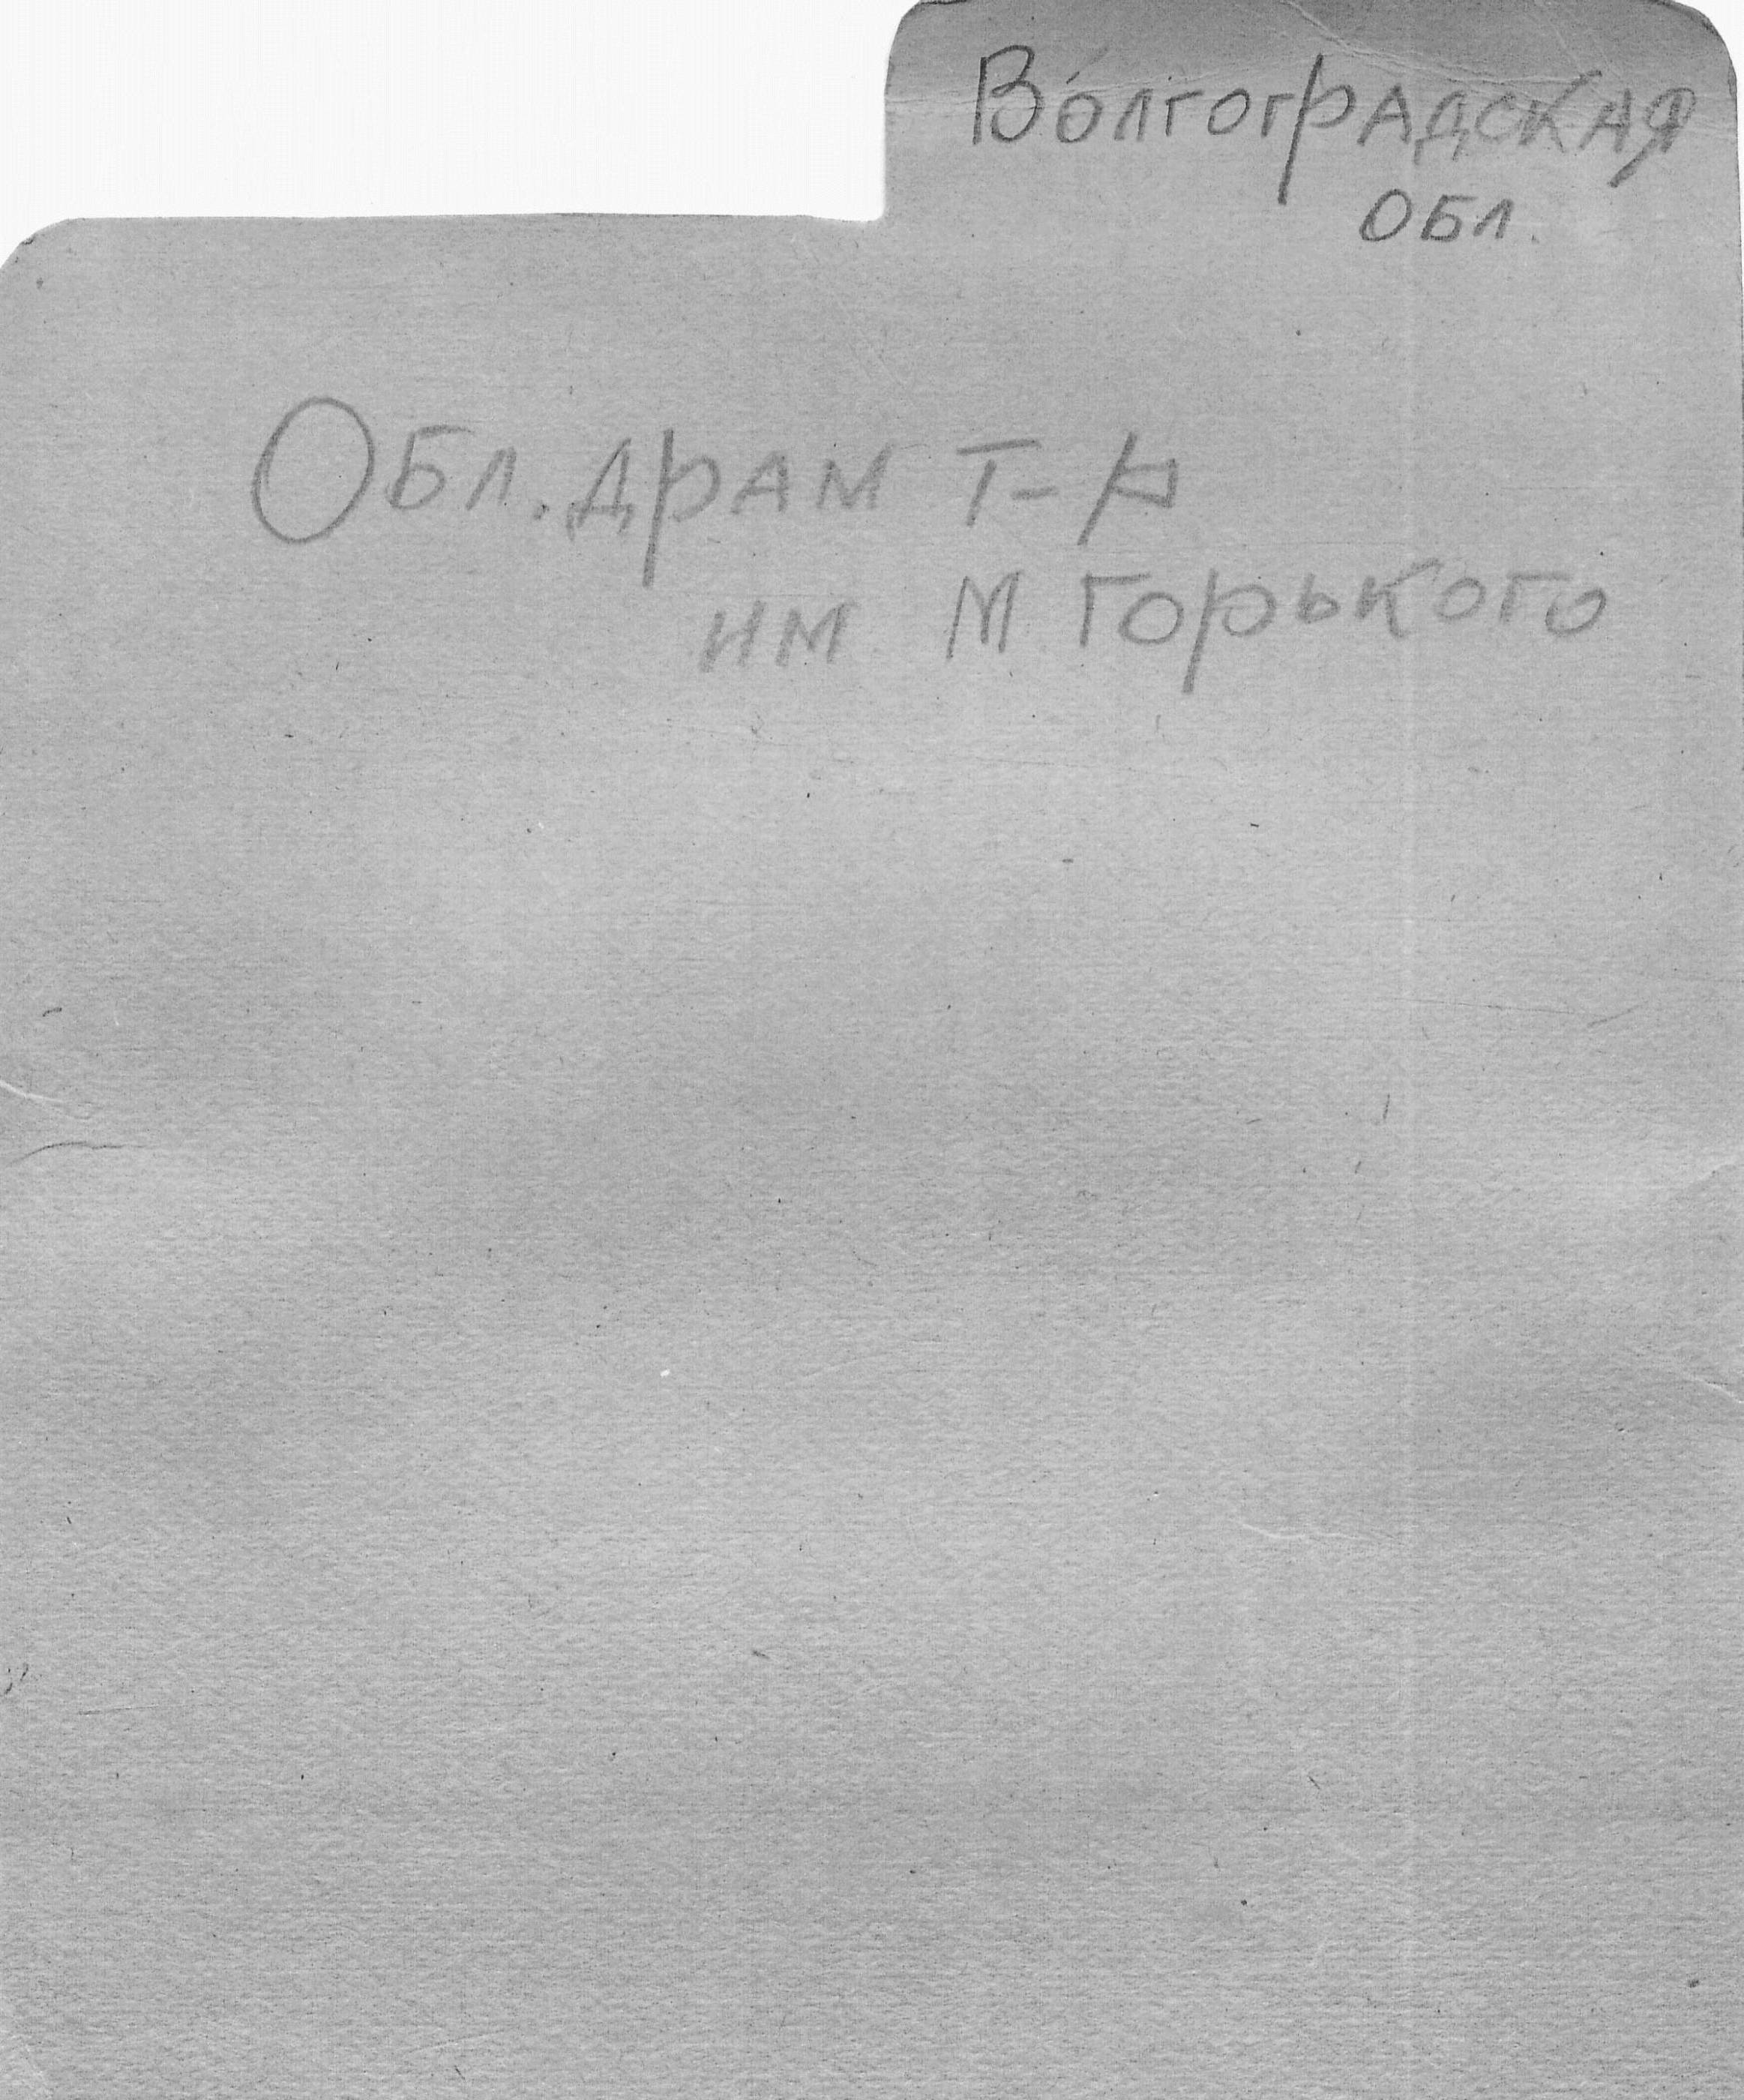 Волгоградская
обл.
Обл. драм т-р
им М Горького